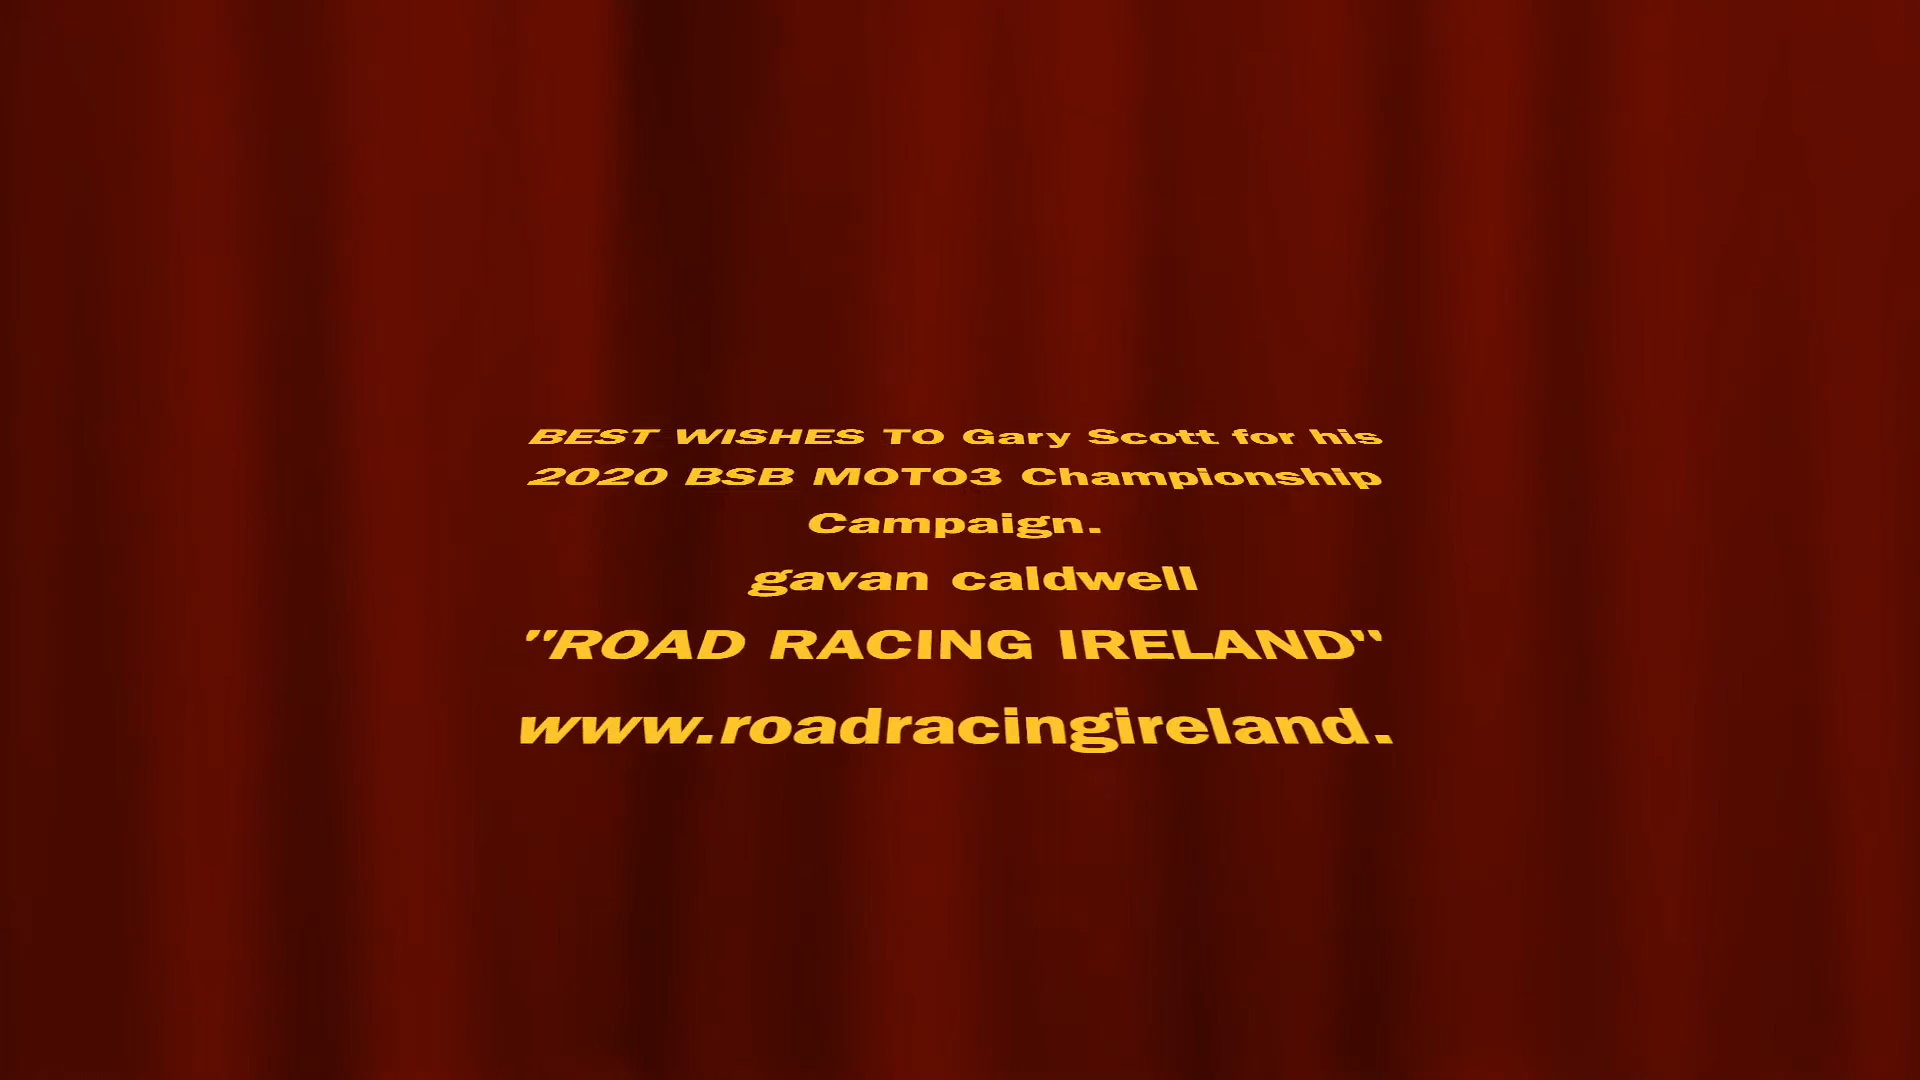 BEST WISHES TO Gary Scott for his
2020 BSB MOTO3 Championship
Campaign.
gavan caldwell
"ROAD RACING IRELAND"
www.roadracingireland.